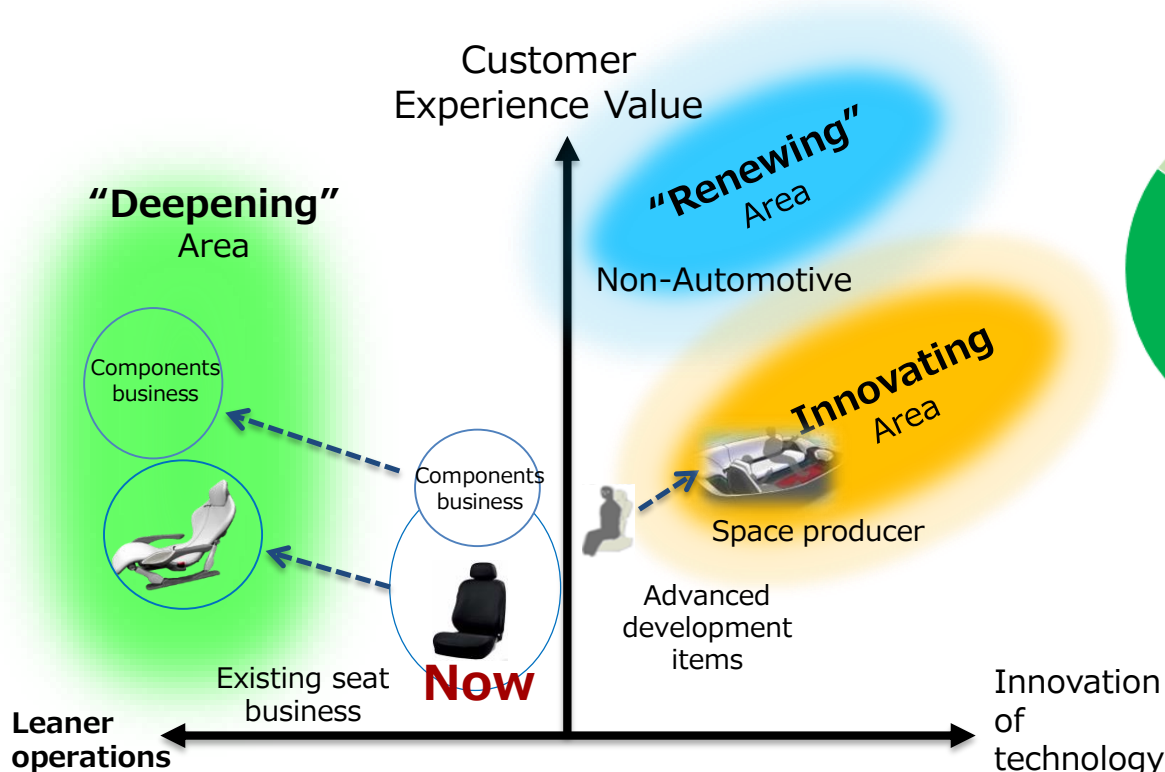 Customer
Experience Value
“Renewing”
Area
“Deepening”
Area
Non-Automotive
Innovating
Area
Components
business
Components
business
Space producer
Advanced
development
items
Existing seat
business
Now
Leaner
operations
Innovation
of
technology